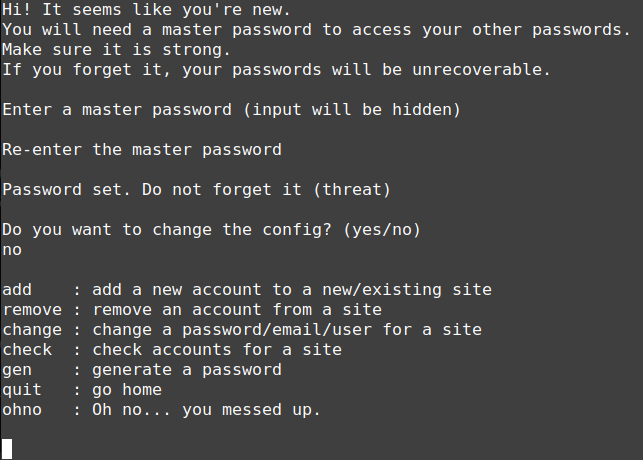 Hi! It seems like you're new.
You will need a master password to access your other passwords.
Make sure it is strong.
If you forget it, your passwords will be unrecoverable.
Enter a master password (input will be hidden)
Re-enter the master password
Password set. Do not forget it (threat)
Do you want to change the config? (yes/no)
no
add    : add a new account to a new/existing site
remove : remove an account from a site
change : change a password/email/user for a site
check  : check accounts for a site
gen    : generate a password
quit   : go home
ohno   : Oh no... you messed up.